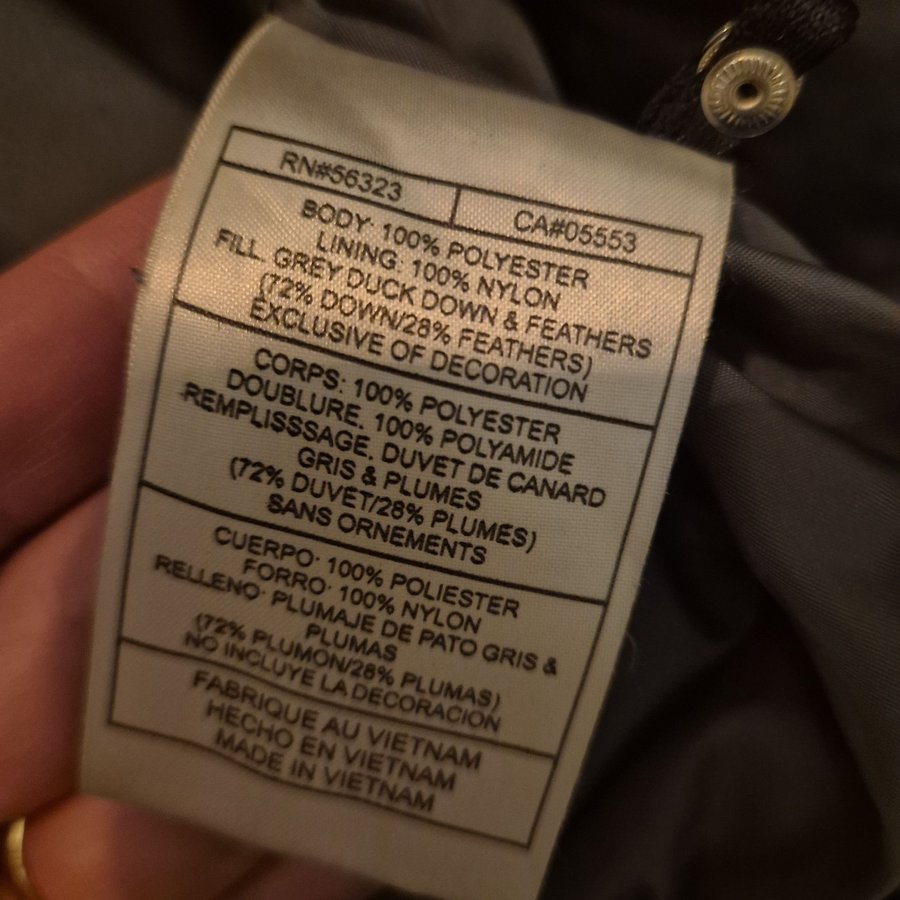 RN#56323
CA#05553
BODY: 100% POLYESTER
LINING: 100% NYLON
FILL. GREY DUCK DOWN & FEATHERS
(72% DOWN/28% FEATHERS)
EXCLUSIVE OF DECORATION
CORPS: 100% POLYESTER
DOUBLURE. 100% POLYAMIDE
REMPLISSSAGE. DUVET DE CANARD
GRIS & PLUMES
(72% DUVET/28% PLUMES)
SANS ORNEMENTS
CUERPO: 100% POLIESTER
FORRO: 100% NYLON
RELLENO: PLUMAJE DE PATO GRIS &
PLUMAS
(72% PLUMON/28% PLUMAS)
NO INCLUYE LA DECORACION
FABRIQUE AU VIETNAM
HECHO EN VIETNAM
MADE IN VIETNAM